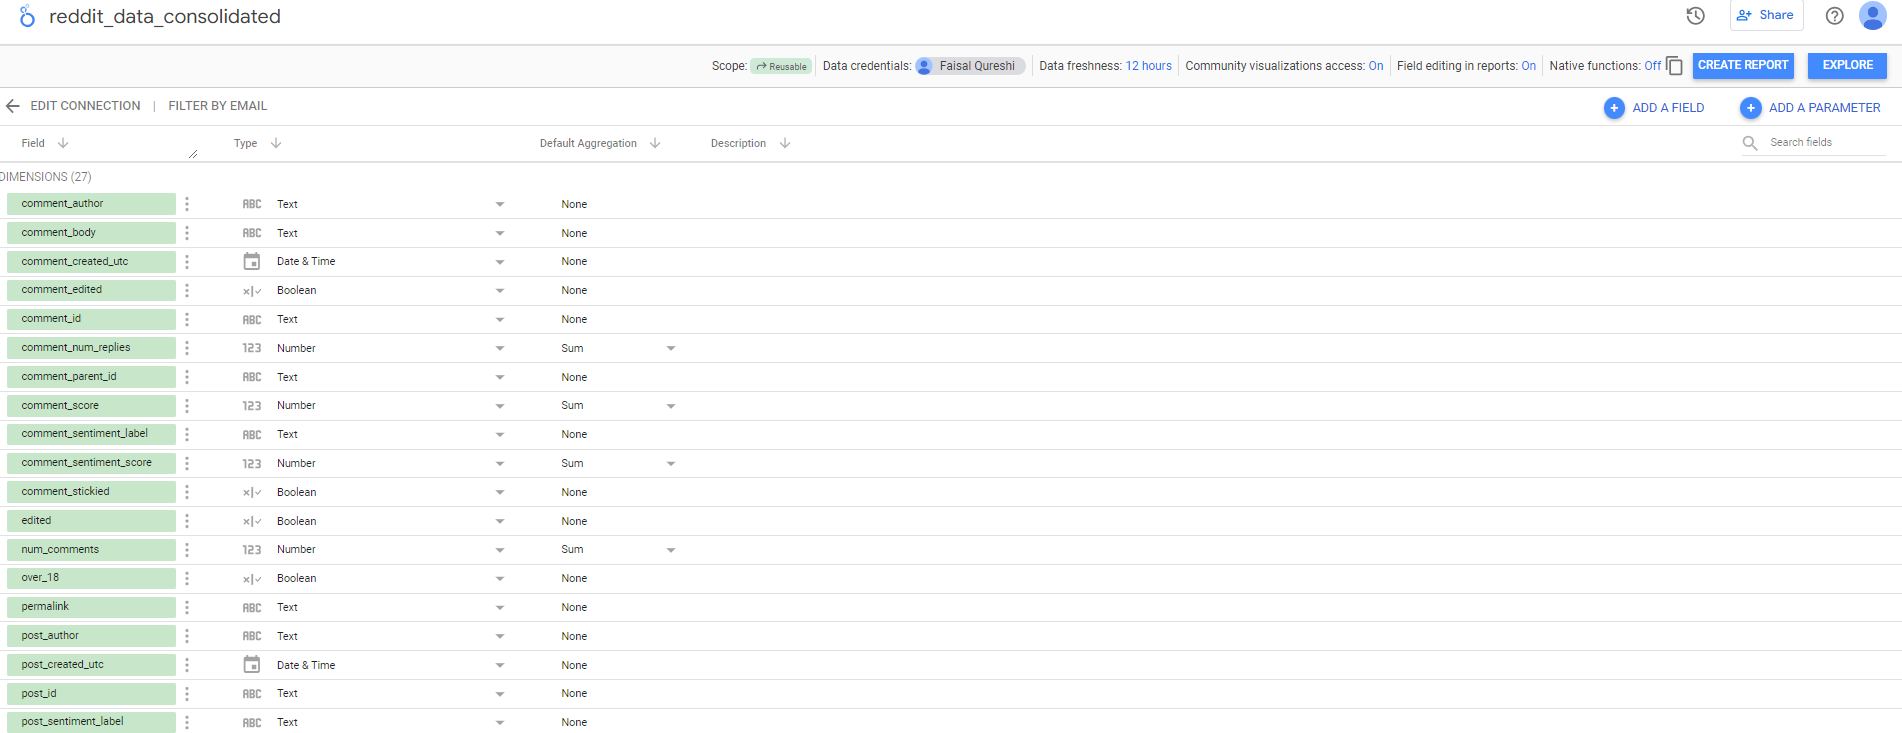 reddit_data_consolidated
Share
Scope: Reusable Data credentials: Faisal Qureshi Data freshness: 12 hours Community visualizations access: On Field editing in reports: On Native functions: Off CREATE REPORT EXPLORE
EDIT CONNECTION | FILTER BY EMAIL ADD A FIELD ADD A PARAMETER
Field Type Default Aggregation Description Search fields
DIMENSIONS (27)
comment_author ABC Text None
comment_body ABC Text None
comment_created_utc Date & Time None
comment_edited Boolean None
comment_id ABC Text None
comment_num_replies 123 Number Sum
comment_parent_id ABC Text None
comment_score 123 Number Sum
comment_sentiment_label ABC Text None
comment_sentiment_score 123 Number Sum
comment_stickied Boolean None
edited Boolean None
num_comments 123 Number Sum
over_18 Boolean None
permalink ABC Text None
post_author ABC Text None
post_created_utc Date & Time None
post_id ABC Text None
post_sentiment_label ABC Text None